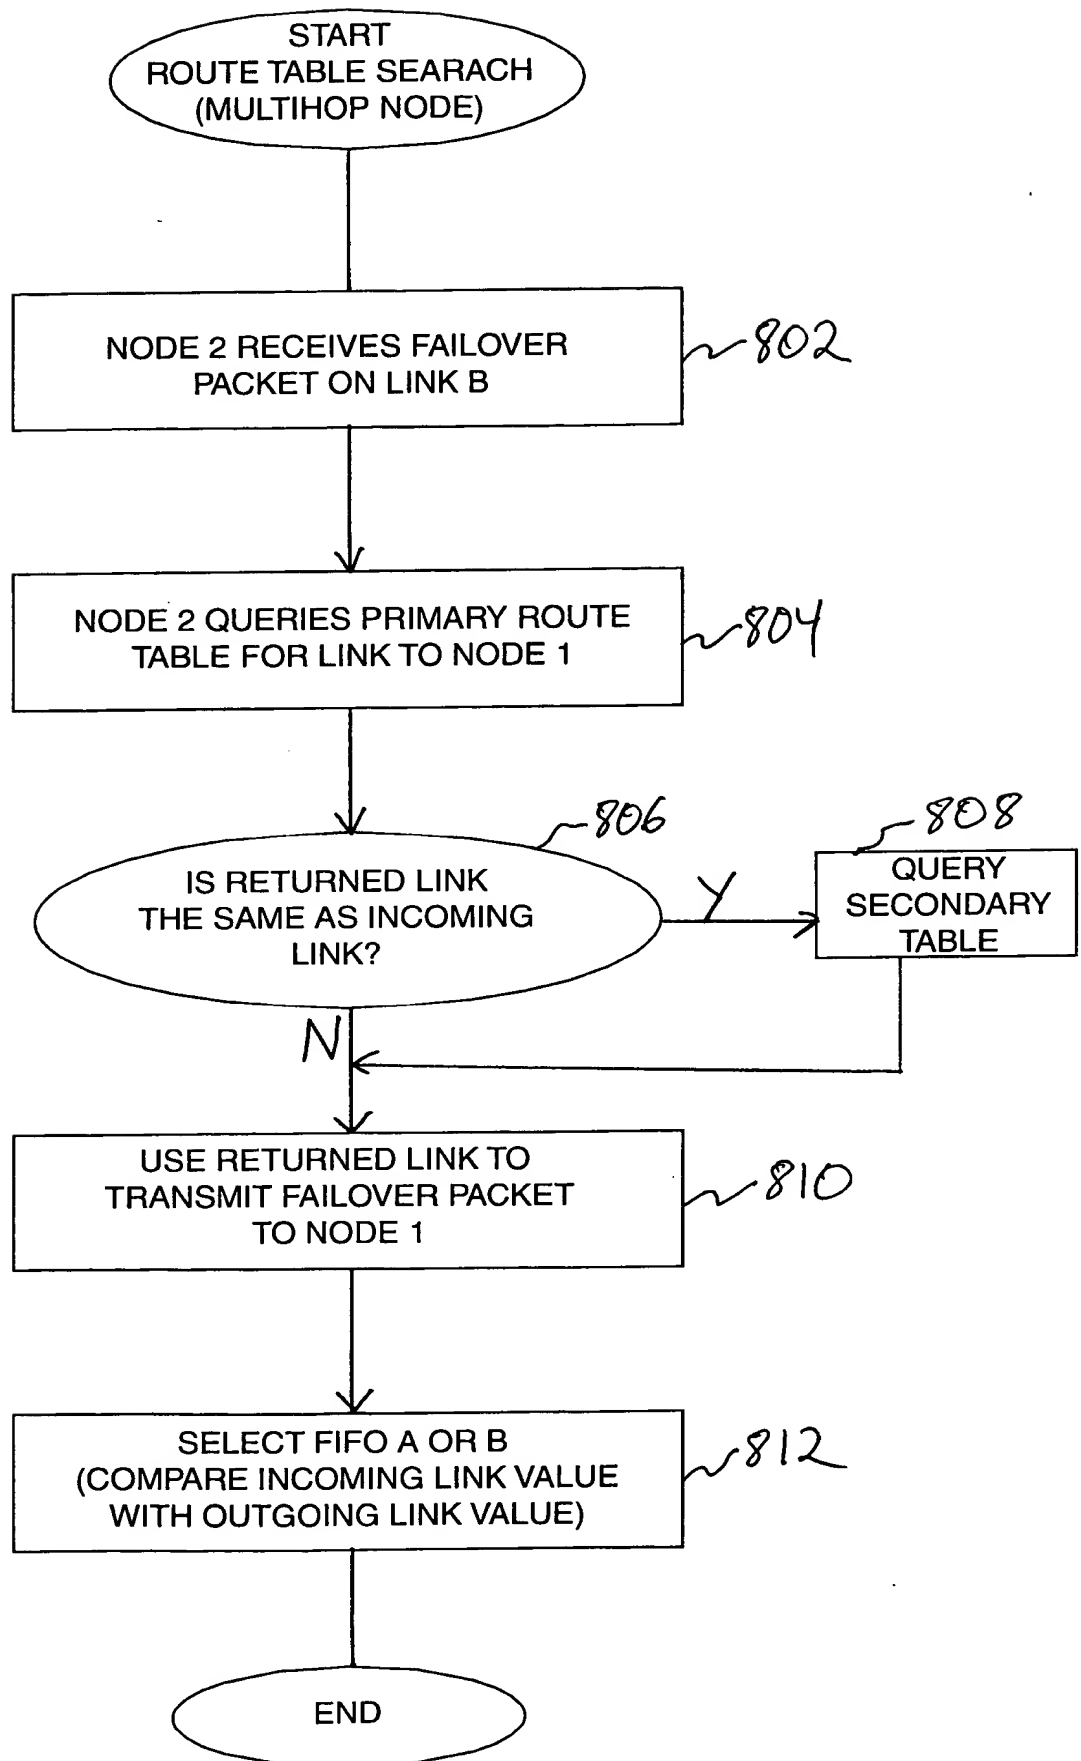 START
ROUTE TABLE SEARACH
(MULTIHOP NODE)
NODE 2 RECEIVES FAILOVER
PACKET ON LINK B
802
NODE 2 QUERIES PRIMARY ROUTE
TABLE FOR LINK TO NODE 1
804
806
IS RETURNED LINK
THE SAME AS INCOMING
LINK?
Y
808
QUERY
SECONDARY
TABLE
N
USE RETURNED LINK TO
TRANSMIT FAILOVER PACKET
TO NODE 1
810
SELECT FIFO A OR B
(COMPARE INCOMING LINK VALUE
WITH OUTGOING LINK VALUE)
812
END